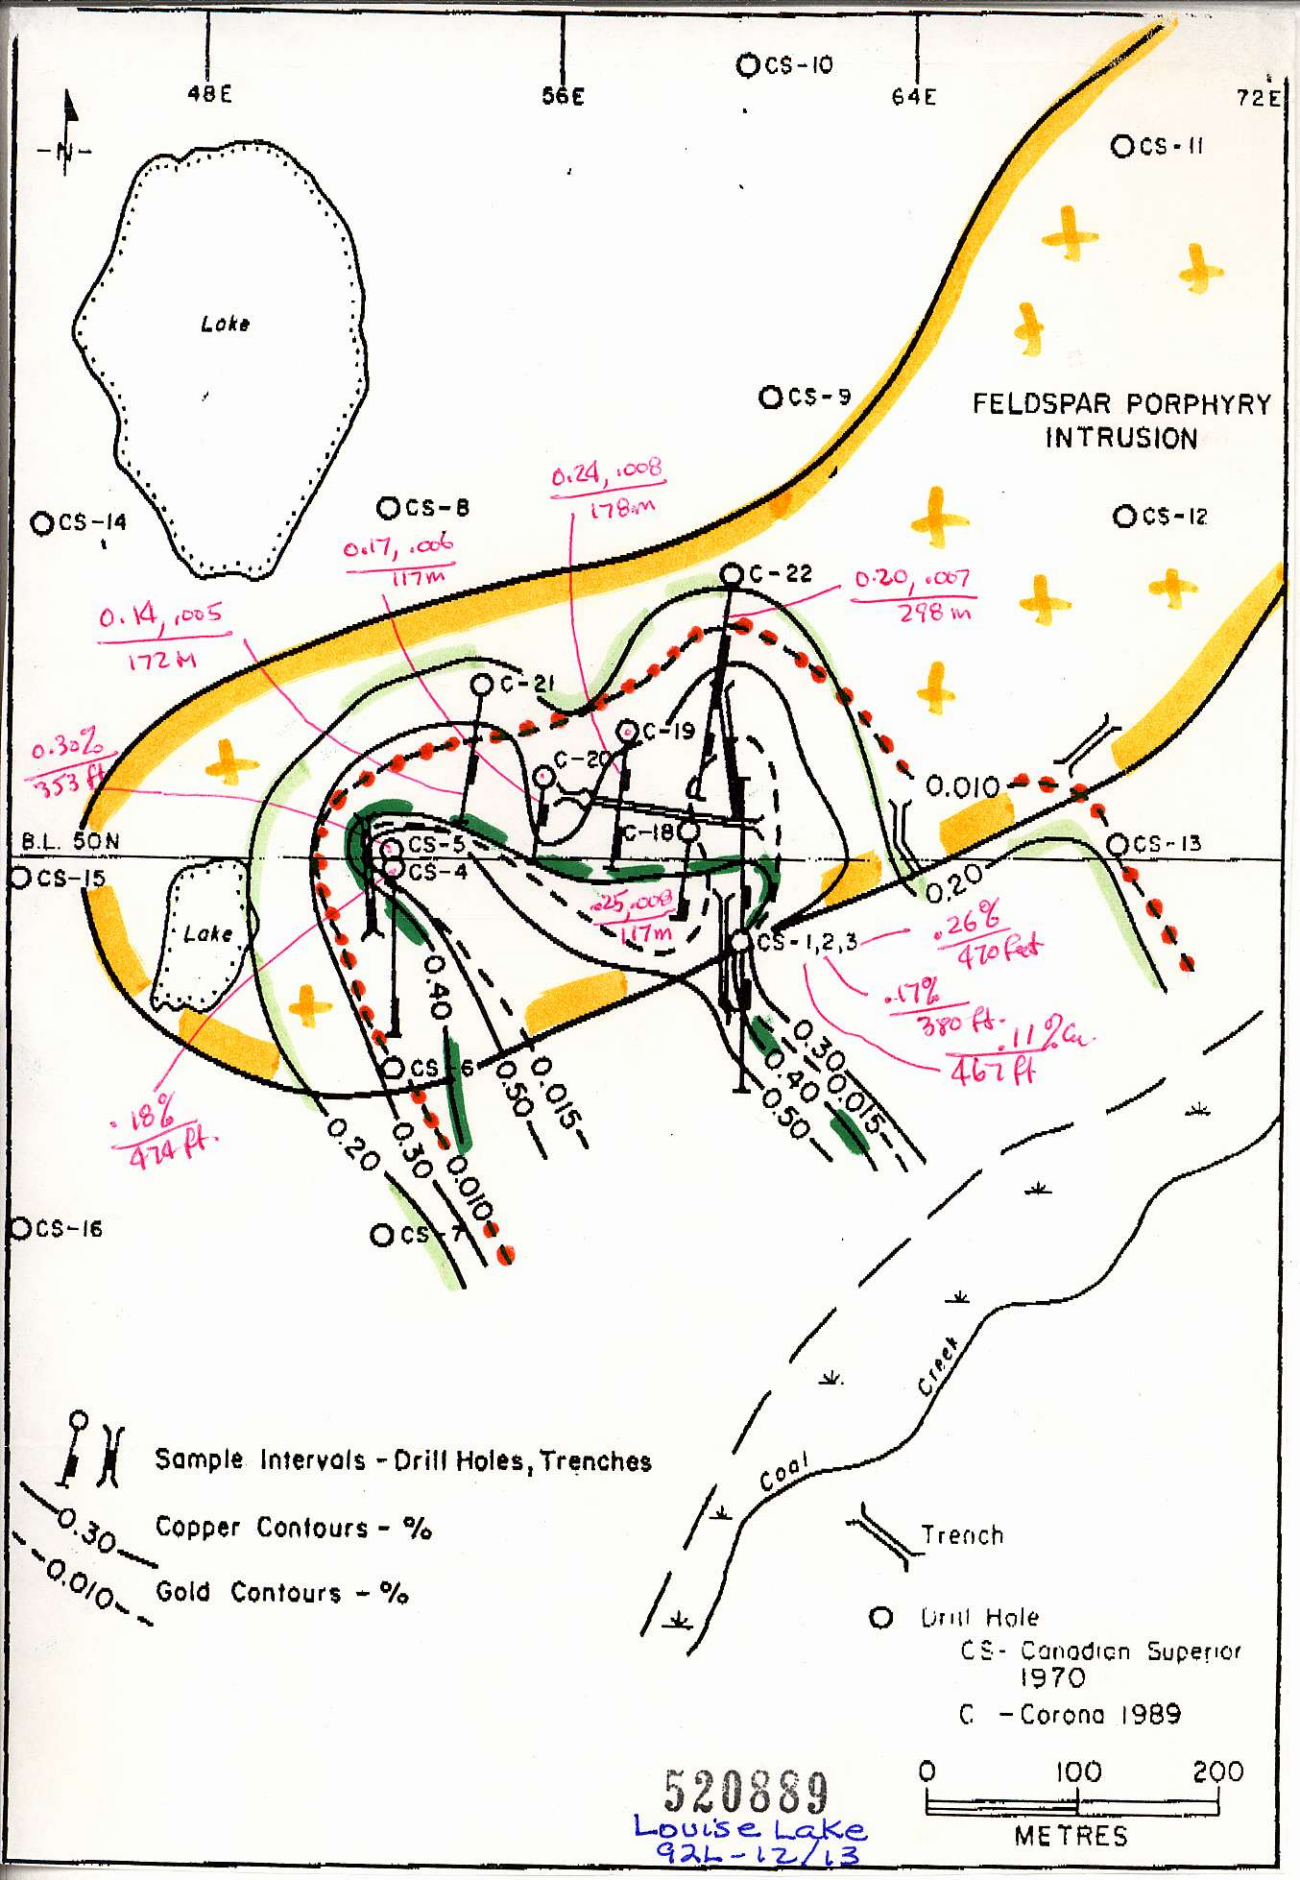 CS-10
48E
56E
64E
72E
-N-
CS-11
Lake
CS-9
FELDSPAR PORPHYRY
INTRUSION
0.24, .008
178m
CS-14
CS-8
CS-12
0.17, .006
117m
C-22
0.20, .007
298m
0.14, .005
172M
C-21
0.30%
353 ft
C-19
C-20
0.010
B.L. 50N
CS-5
C-18
CS-13
CS-4
CS-15
0.20
.25, .008
117m
Lake
CS-1,2,3
.26%
470 feet
.17%
380 ft.
0.40
.11% Cu.
467 ft
CS-6
0.50
0.015
0.30
0.015
0.40
0.50
.18%
474 ft.
0.20
0.30
0.010
CS-16
CS-7
Creek
Coal
Sample Intervals - Drill Holes, Trenches
0.30
Copper Contours - %
0.010
Gold Contours - %
Trench
Drill Hole
CS- Canadian Superior
1970
C - Corona 1989
0 100 200
METRES
520889
Louise Lake
92L-12/13